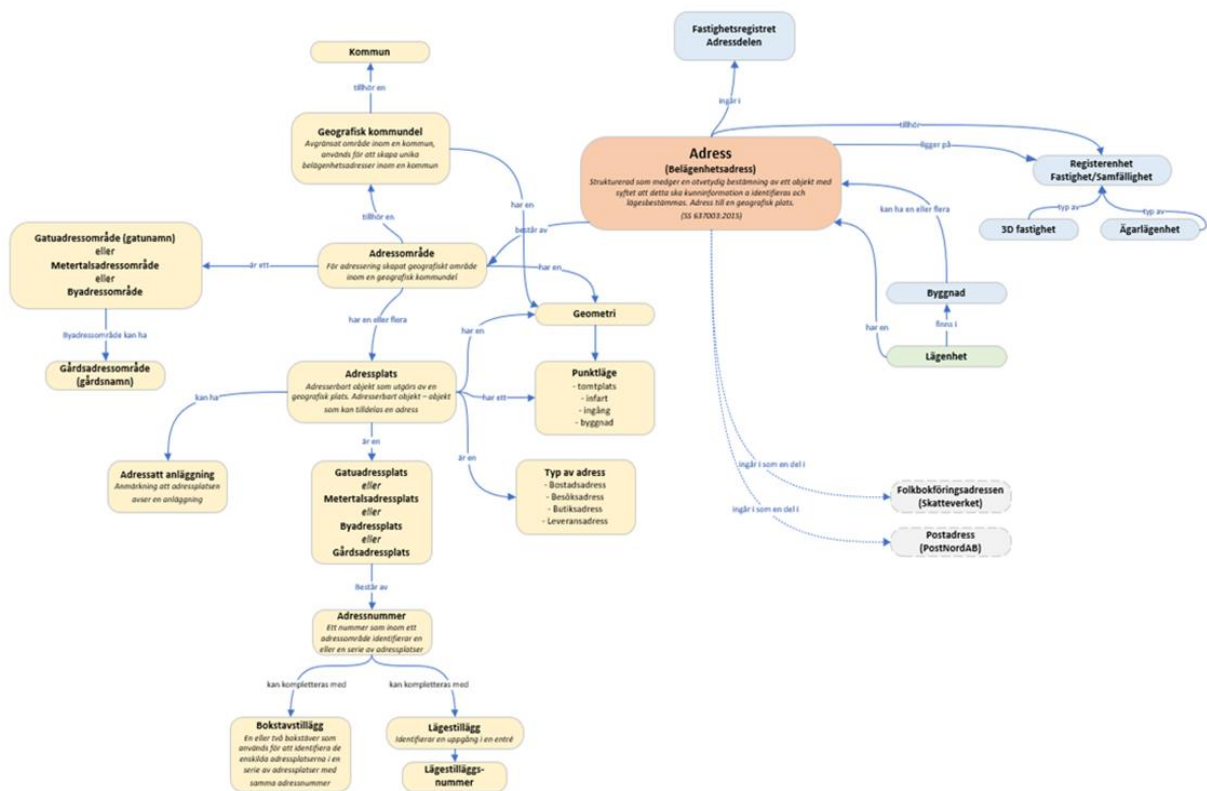 Fastighetsregistret
Adressdelen
Kommun
ingår i
tillhör en
Geografisk kommundel
Avgränsat område inom en kommun,
används för att skapa unika
belägenhetsadresser inom en kommun
Adress
(Belägenhetsadress)
Strukturerad som medger en otvetydig bestämning av ett objekt med
syftet att detta ska kunninformation a identifieras och
lägesbestämmas. Adress till en geografisk plats.
(SS 637003:2015)
tillhör
ligger på
Registerenhet
Fastighet/Samfällighet
har en
kan ha en eller flera
typ av
typ av
3D fastighet
Ägarlägenhet
tillhör en
består av
Gatuadressområde (gatunamn)
eller
Metertalsadressområde
eller
Byadressområde
är ett
Adressområde
För adressering skapat geografiskt område
inom en geografisk kommundel
har en
Byggnad
har en eller flera
Geometri
har en
finns i
har en
Byadressområde kan ha
Lägenhet
Gårdsadressområde
(gårdsnamn)
Adressplats
Adresserbart objekt som utgörs av en
geografisk plats. Adresserbart objekt – objekt
som kan tilldelas en adress
Punktläge
- tomtplats
- infart
- ingång
- byggnad
kan ha
har ett
är en
är en
Adressatt anläggning
Anmärkning att adressplatsen
avser en anläggning
Gatuadressplats
eller
Metertalsadressplats
eller
Byadressplats
eller
Gårdsadressplats
Typ av adress
- Bostadsadress
- Besöksadress
- Butiksadress
- Leveransadress
ingår i som en del i
Folkbokföringsadressen
(Skatteverket)
ingår i som en del i
Postadress
(PostNordAB)
Består av
Adressnummer
Ett nummer som inom ett
adressområde identifierar en
eller en serie av adressplatser
kan kompletteras med
kan kompletteras med
Bokstavstillägg
En eller två bokstäver som
används för att identifiera de
enskilda adressplatserna i en
serie av adressplatser med
samma adressnummer
Lägestillägg
Identifierar en uppgång i en entré
Lägestilläggs-
nummer